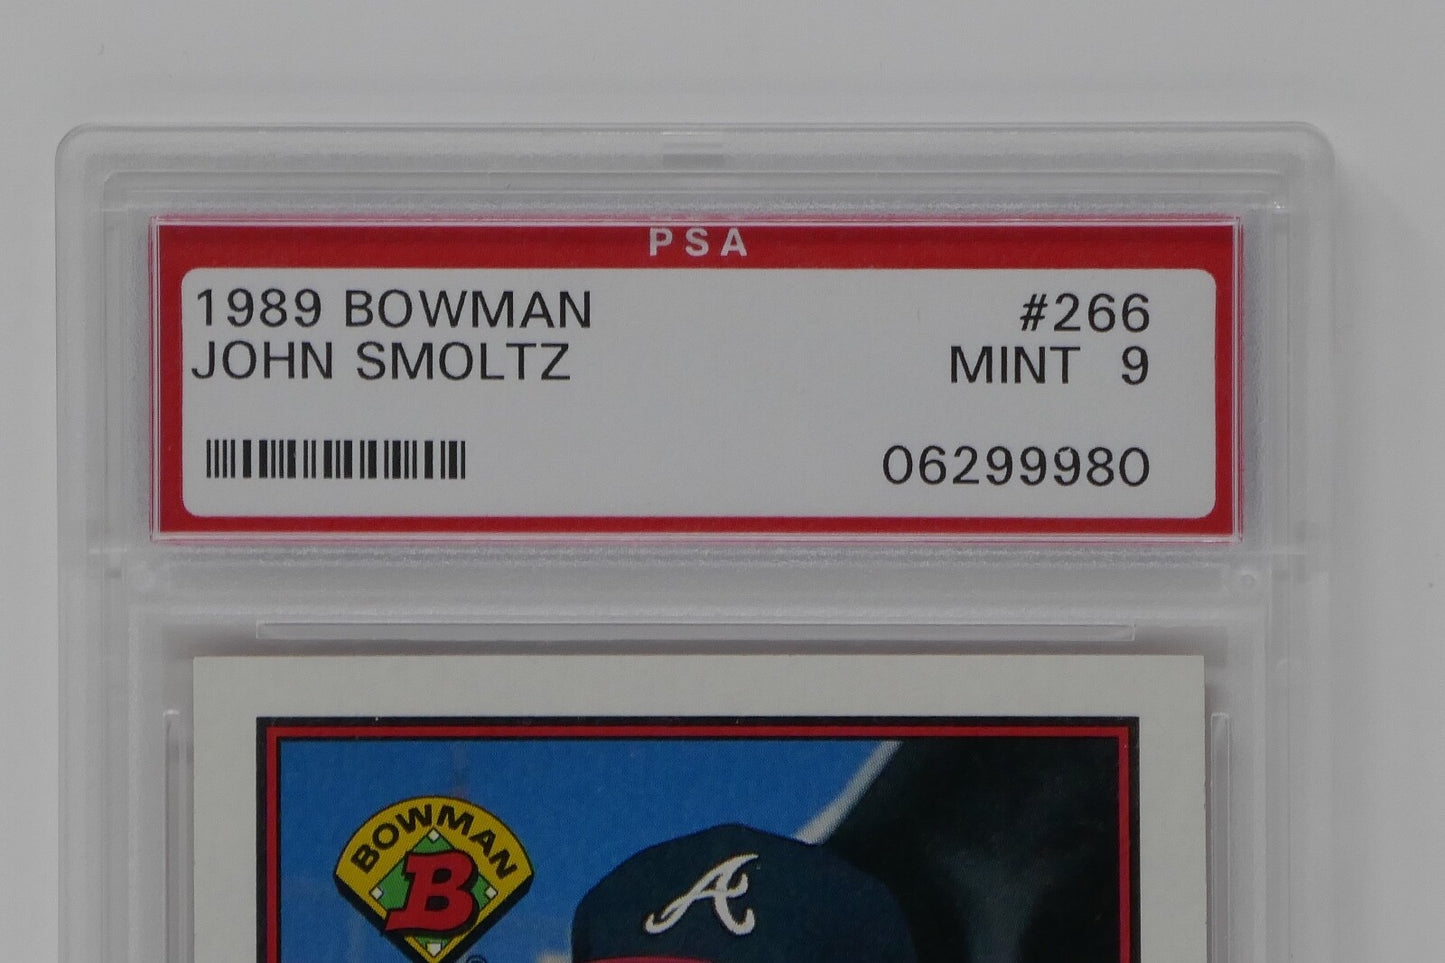 PSA
1989 BOWMAN #266
JOHN SMOLTZ MINT 9
06299980
BOWMAN
B
A
®